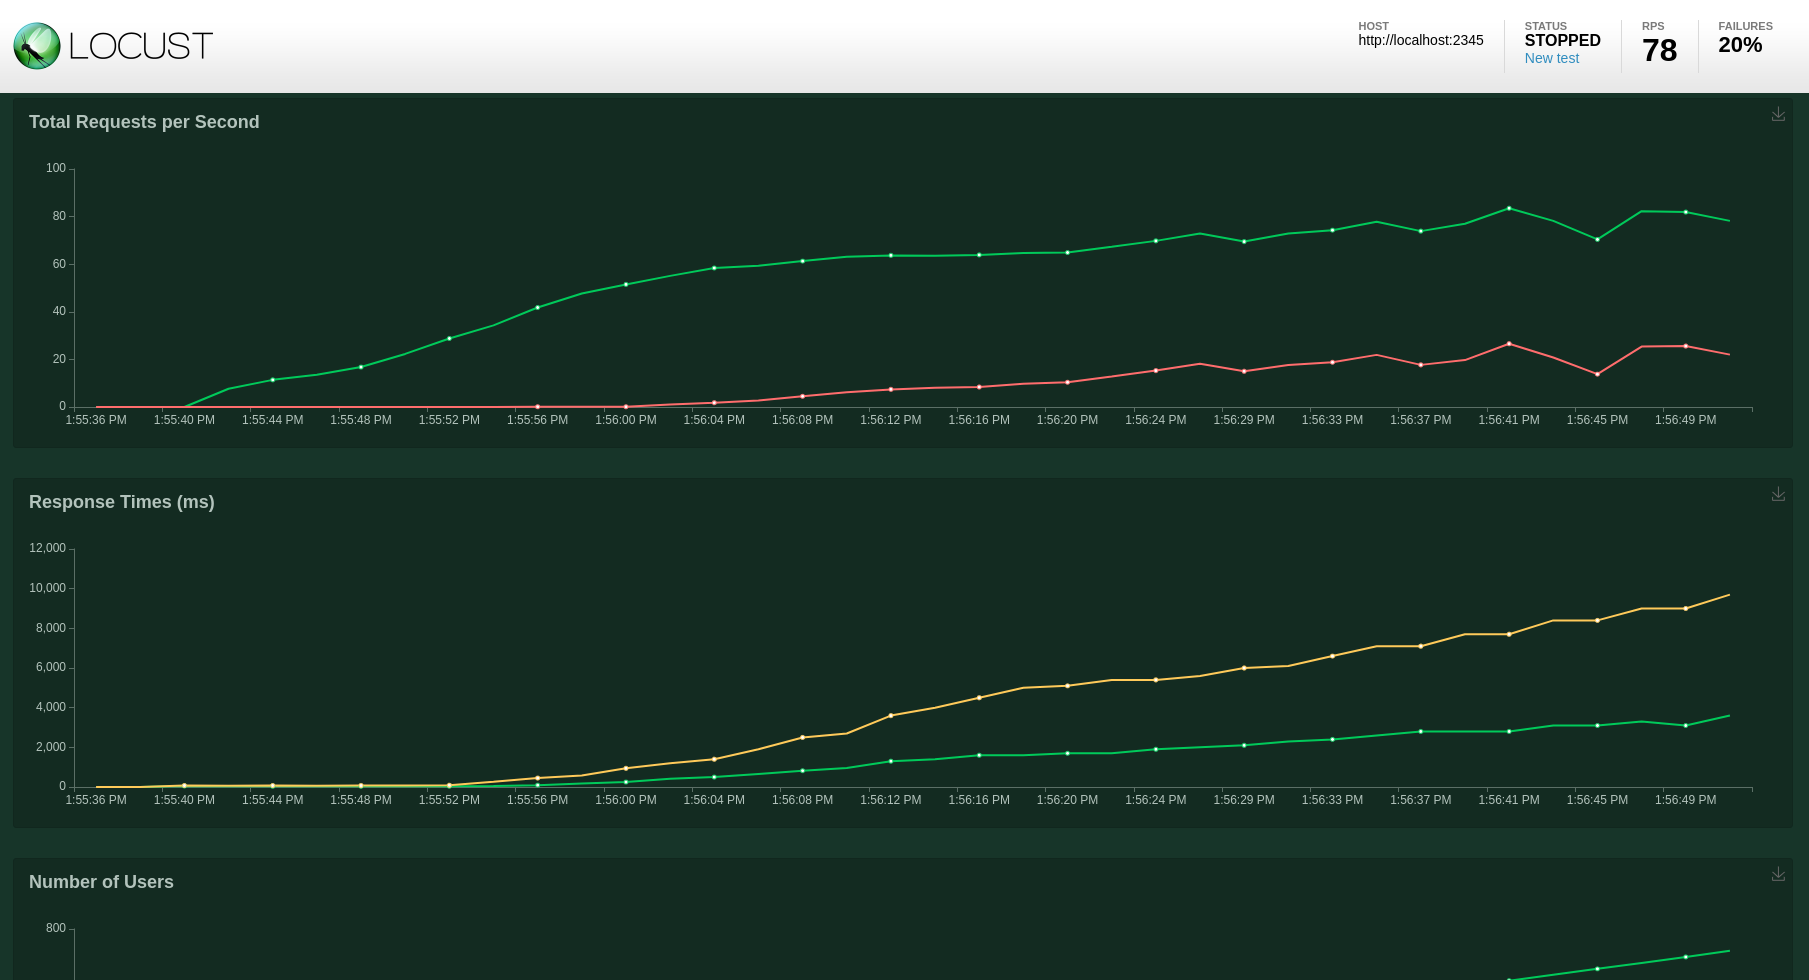 LOCUST
HOST
http://localhost:2345
STATUS
STOPPED
New test
RPS
78
FAILURES
20%
Total Requests per Second
100
80
60
40
20
0
1:55:36 PM 1:55:40 PM 1:55:44 PM 1:55:48 PM 1:55:52 PM 1:55:56 PM 1:56:00 PM 1:56:04 PM 1:56:08 PM 1:56:12 PM 1:56:16 PM 1:56:20 PM 1:56:24 PM 1:56:29 PM 1:56:33 PM 1:56:37 PM 1:56:41 PM 1:56:45 PM 1:56:49 PM
Response Times (ms)
12,000
10,000
8,000
6,000
4,000
2,000
0
1:55:36 PM 1:55:40 PM 1:55:44 PM 1:55:48 PM 1:55:52 PM 1:55:56 PM 1:56:00 PM 1:56:04 PM 1:56:08 PM 1:56:12 PM 1:56:16 PM 1:56:20 PM 1:56:24 PM 1:56:29 PM 1:56:33 PM 1:56:37 PM 1:56:41 PM 1:56:45 PM 1:56:49 PM
Number of Users
800